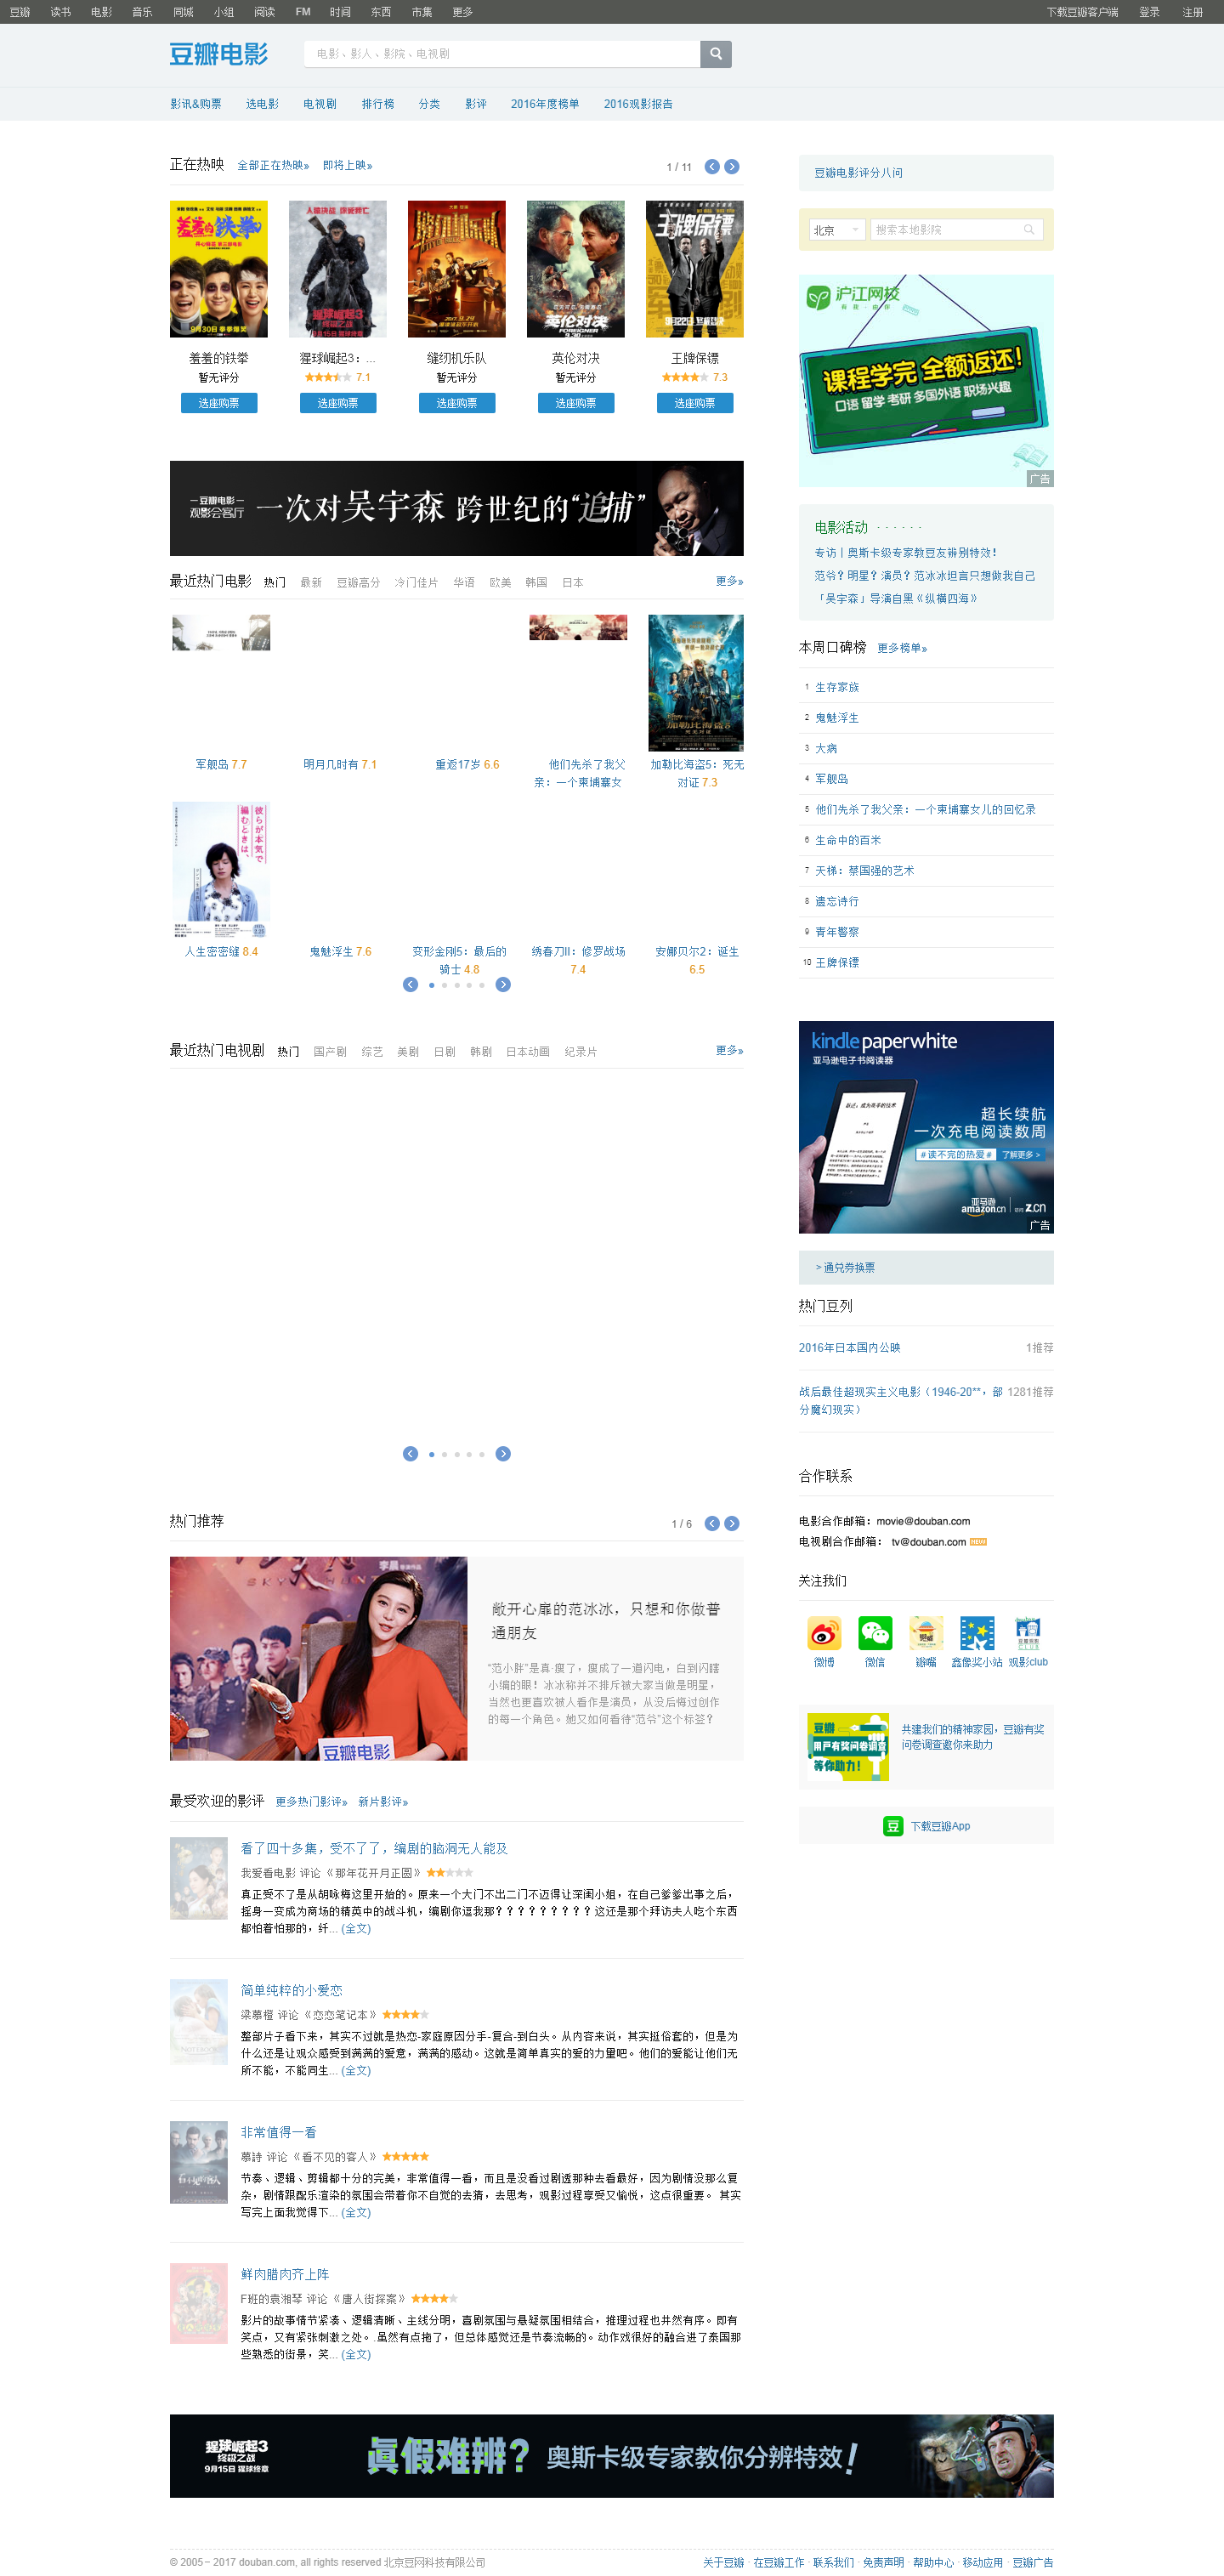 豆瓣 读书 电影 音乐 同城 小组 阅读 FM 时间 东西 市集 更多 下载豆瓣客户端 登录 注册
豆瓣电影
电影、影人、影院、电视剧
影讯&购票 选电影 电视剧 排行榜 分类 影评 2016年度榜单 2016观影报告
正在热映 全部正在热映» 即将上映» 1 / 11
羞羞的铁拳 猩球崛起3：... 缝纫机乐队 英伦对决 王牌保镖
暂无评分 7.1 暂无评分 暂无评分 7.3
选座购票 选座购票 选座购票 选座购票 选座购票
豆瓣电影
观影会客厅
一次对吴宇森 跨世纪的“追捕”
最近热门电影 热门 最新 豆瓣高分 冷门佳片 华语 欧美 韩国 日本 更多»
军舰岛 7.7 明月几时有 7.1 重返17岁 6.6 他们先杀了我父亲：一个柬埔寨女 加勒比海盗5：死无对证 7.3
人生密密缝 8.4 鬼魅浮生 7.6 变形金刚5：最后的骑士 4.8 绣春刀II：修罗战场 7.4 安娜贝尔2：诞生 6.5
最近热门电视剧 热门 国产剧 综艺 美剧 日剧 韩剧 日本动画 纪录片 更多»
热门推荐 1 / 6
豆瓣电影
敞开心扉的范冰冰，只想和你做普
通朋友
“范小胖”是真·瘦了，瘦成了一道闪电，白到闪瞎
小编的眼！冰冰称并不排斥被大家当做是明星，
当然也更喜欢被人看作是演员，从没后悔过创作
的每一个角色。她又如何看待“范爷”这个标签？
最受欢迎的影评 更多热门影评» 新片影评»
看了四十多集，受不了了，编剧的脑洞无人能及
我爱看电影 评论《那年花开月正圆》
真正受不了是从胡咏梅这里开始的。原来一个大门不出二门不迈得让深闺小姐，在自己爹爹出事之后，
摇身一变成为商场的精英中的战斗机，编剧你逗我那？？？？？？？？？这还是那个拜访夫人吃个东西
都怕着怕那的，纤... (全文)
简单纯粹的小爱恋
梁慕橙 评论《恋恋笔记本》
整部片子看下来，其实不过就是热恋-家庭原因分手-复合-到白头。从内容来说，其实挺俗套的，但是为
什么还是让观众感受到满满的爱意，满满的感动。这就是简单真实的爱的力量吧。他们的爱能让他们无
所不能，不能同生... (全文)
非常值得一看
慕詩 评论《看不见的客人》
节奏、逻辑、剪辑都十分的完美，非常值得一看，而且是没看过剧透那种去看最好，因为剧情没那么复
杂，剧情跟配乐渲染的氛围会带着你不自觉的去猜，去思考，观影过程享受又愉悦，这点很重要。 其实
写完上面我觉得下... (全文)
鲜肉腊肉齐上阵
F班的袁湘琴 评论《唐人街探案》
影片的故事情节紧凑、逻辑清晰、主线分明，喜剧氛围与悬疑氛围相结合，推理过程也井然有序。即有
笑点，又有紧张刺激之处。.虽然有点拖了，但总体感觉还是节奏流畅的。动作戏很好的融合进了泰国那
些熟悉的街景，笑... (全文)
豆瓣电影评分八问
北京 搜索本地影院
沪江网校
课程学完 全额返还!
口语 留学 考研 多国外语 职场兴趣
广告
电影活动 · · · · · ·
专访丨奥斯卡级专家教豆友辨别特效！
范爷？明星？演员？范冰冰坦言只想做我自己
「吴宇森」导演自黑《纵横四海》
本周口碑榜 更多榜单»
1 生存家族
2 鬼魅浮生
3 大病
4 军舰岛
5 他们先杀了我父亲：一个柬埔寨女儿的回忆录
6 生命中的百米
7 天梯：蔡国强的艺术
8 遗忘诗行
9 青年警察
10 王牌保镖
kindle paperwhite
亚马逊电子书阅读器
超长续航
一次充电阅读数周
#读不完的热爱# 了解更多 >
亚马逊
amazon.cn z.cn
广告
> 通兑券换票
热门豆列
2016年日本国内公映 1推荐
战后最佳超现实主义电影（1946-20**，部 1281推荐
分魔幻现实）
合作联系
电影合作邮箱：movie@douban.com
电视剧合作邮箱： tv@douban.com NEW
关注我们
微博 微信 瓣嘴 鑫像奖小站 观影club
豆瓣
用户有奖问卷调查
等你助力！
共建我们的精神家园，豆瓣有奖
问卷调查邀你来助力
豆 下载豆瓣App
猩球崛起3
终极之战
9月15日 猩球终章
真假难辨？ 奥斯卡级专家教你分辨特效！
© 2005－2017 douban.com, all rights reserved 北京豆网科技有限公司
关于豆瓣 · 在豆瓣工作 · 联系我们 · 免责声明 · 帮助中心 · 移动应用 · 豆瓣广告